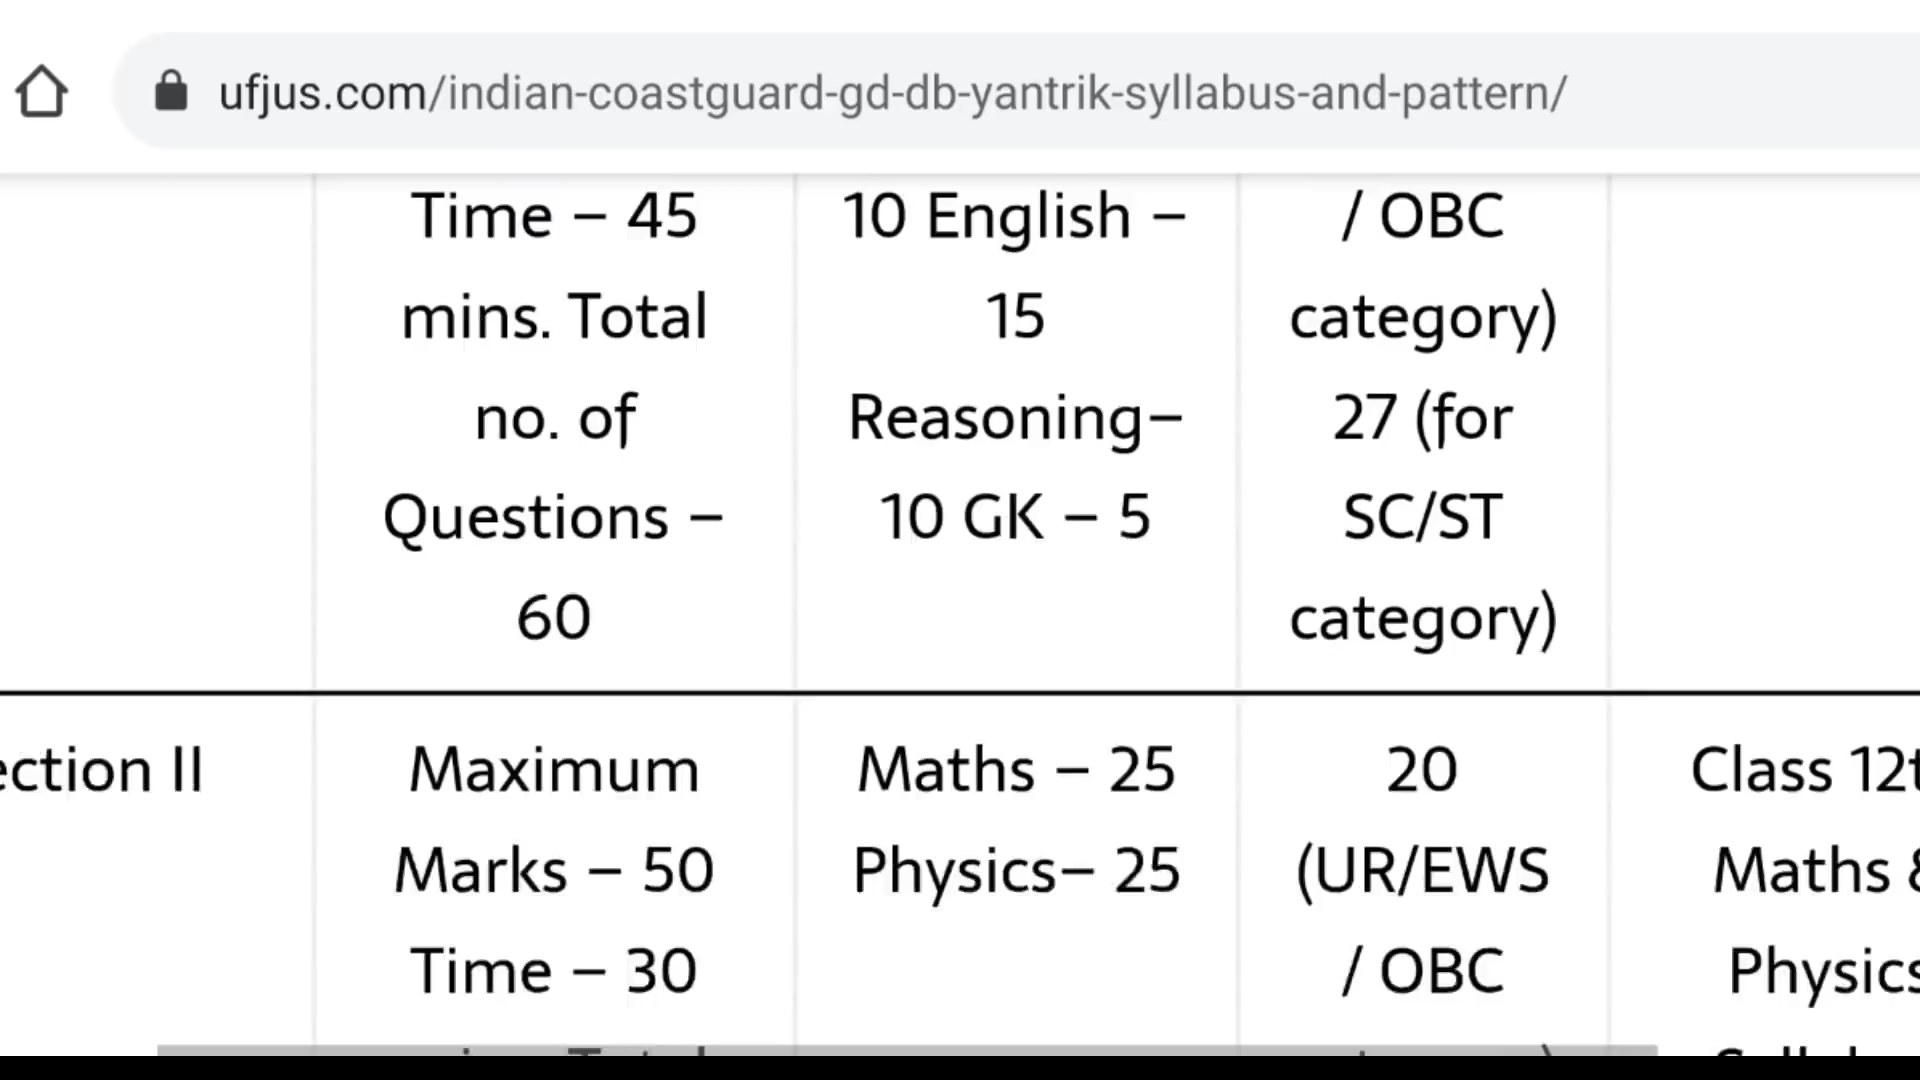 ufjus.com/indian-coastguard-gd-db-yantrik-syllabus-and-pattern/
Time – 45
mins. Total
no. of
Questions –
60
10 English –
15
Reasoning–
10 GK – 5
/ OBC
category)
27 (for
SC/ST
category)
ection II
Maximum
Marks – 50
Time – 30
Maths – 25
Physics– 25
20
(UR/EWS
/ OBC
Class 12t
Maths &
Physics